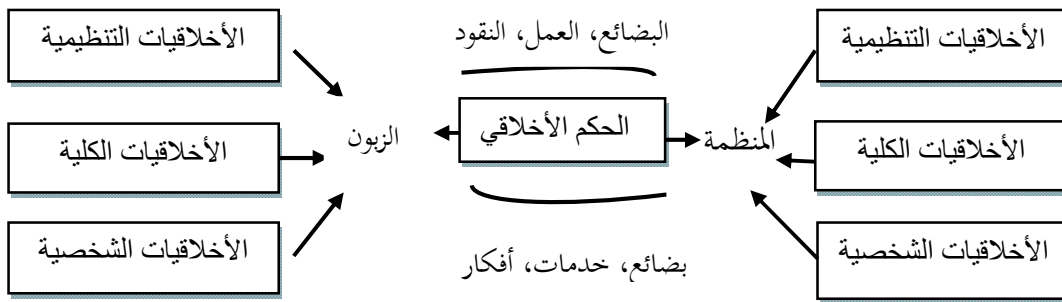 الأخلاقيات التنظيمية
البضائع، العمل، النقود
الأخلاقيات التنظيمية
الأخلاقيات الكلية
المنظمة
الحكم الأخلاقي
الزبون
الأخلاقيات الكلية
الأخلاقيات الشخصية
بضائع، خدمات، أفكار
الأخلاقيات الشخصية